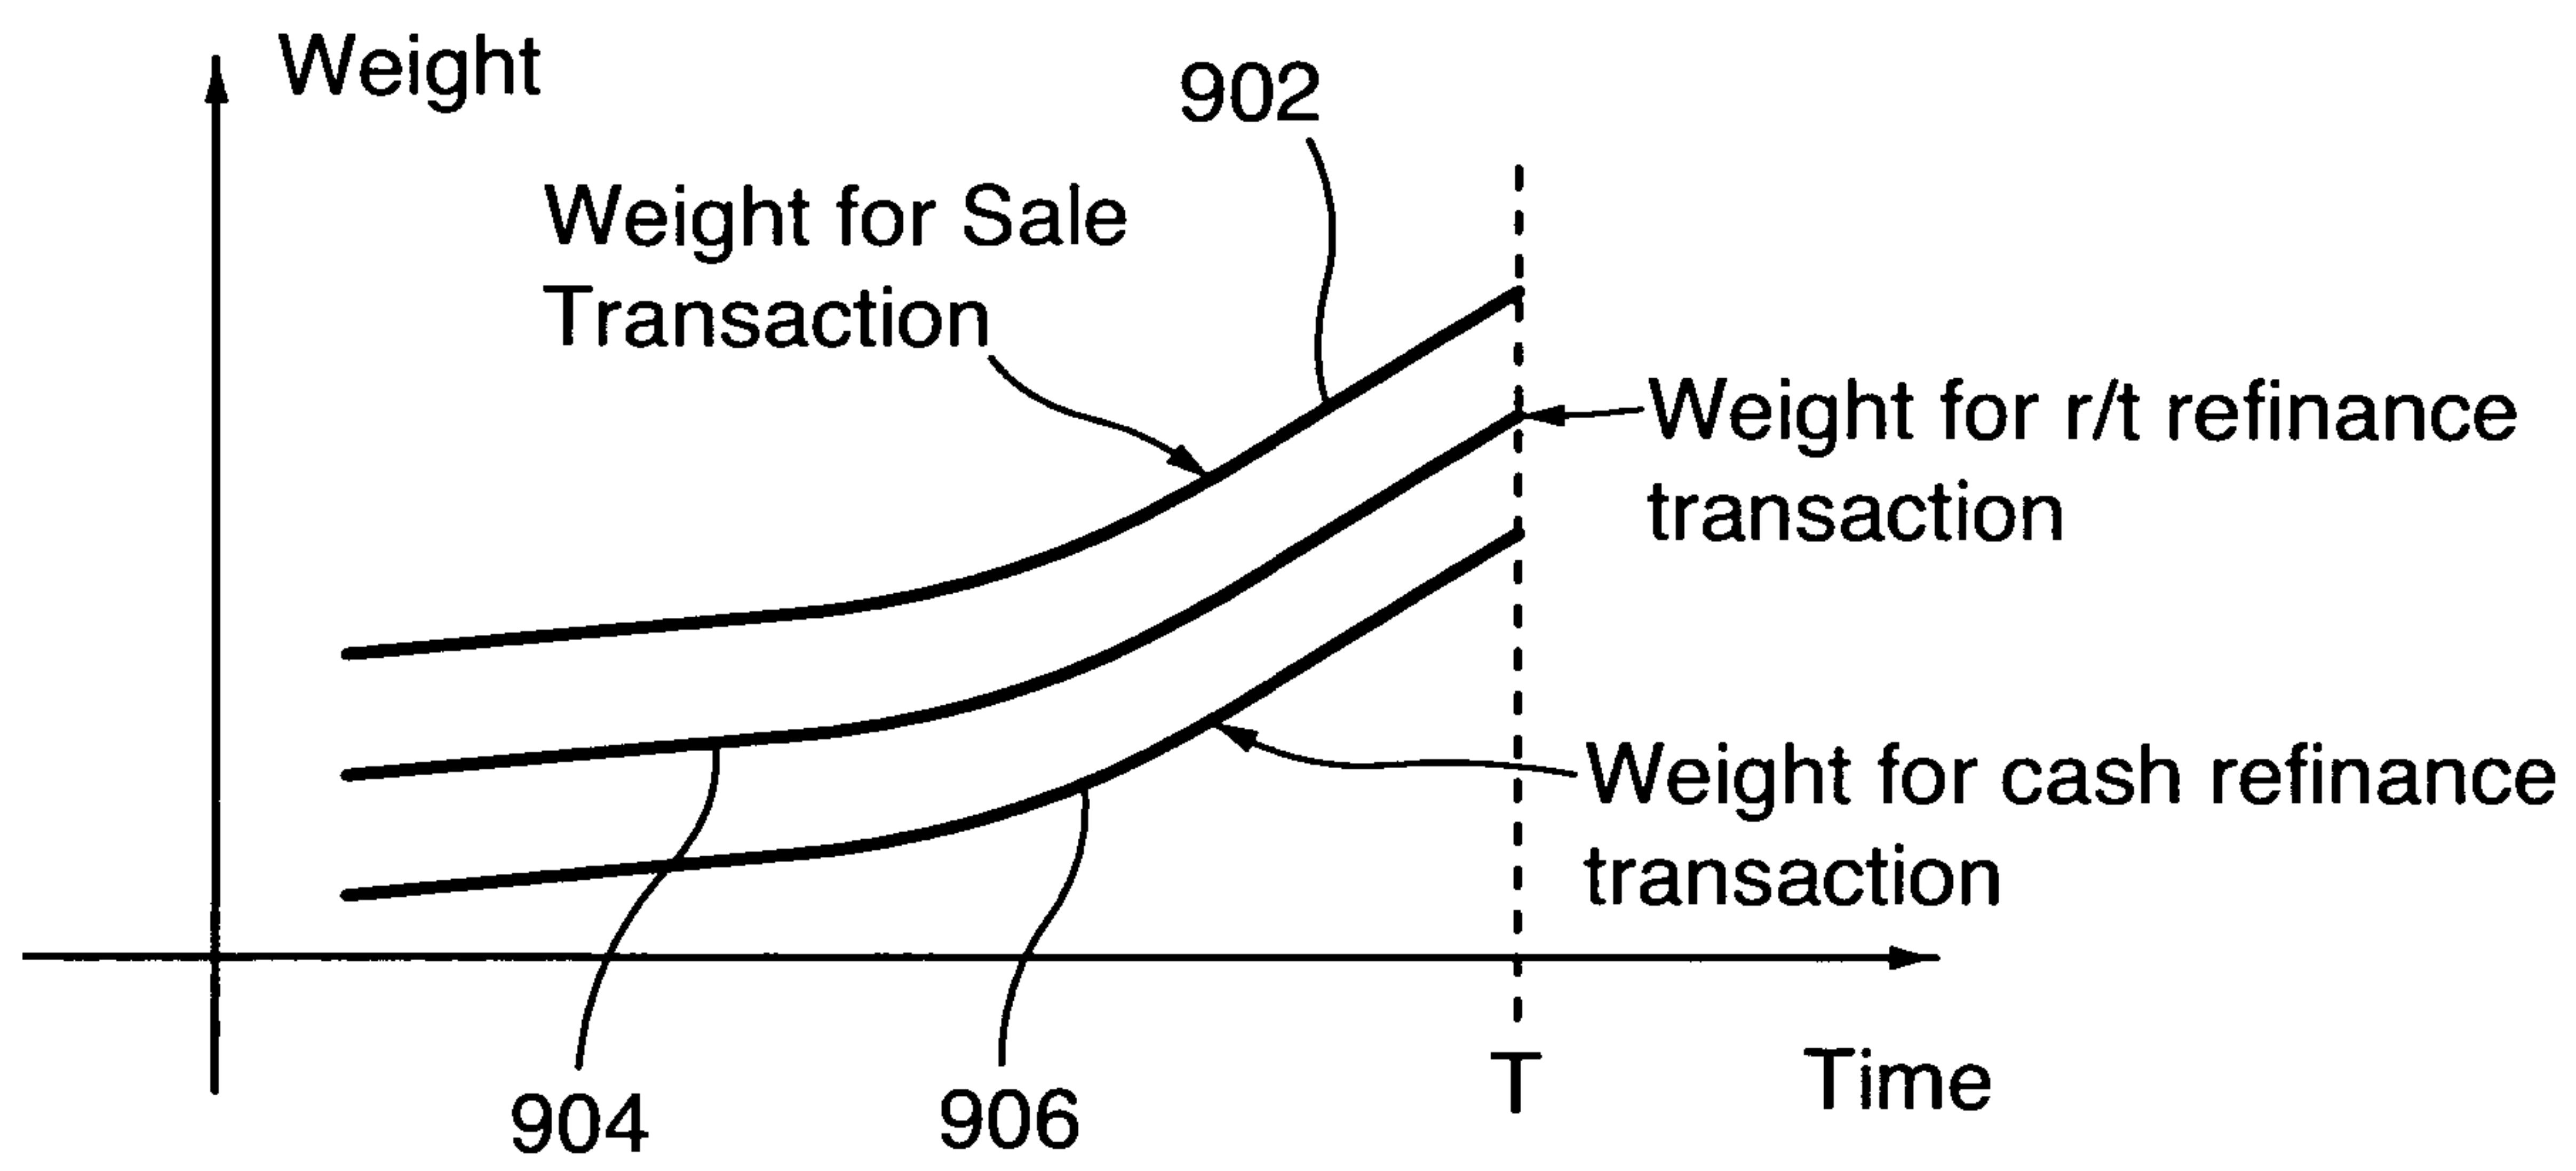 Weight
902
Weight for Sale
Transaction
Weight for r/t refinance
transaction
Weight for cash refinance
transaction
T
Time
904
906